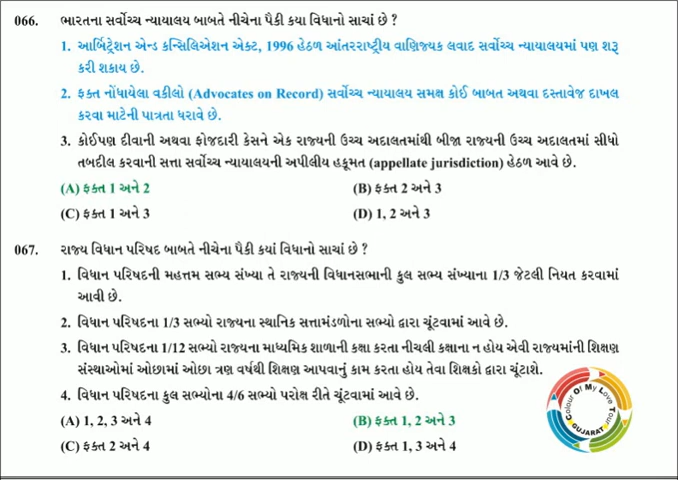 066. ભારતના સર્વોચ્ચ ન્યાયાલય બાબતે નીચેના પૈકી કયા વિધાનો સાચાં છે ?
1. આર્બિટ્રેશન એન્ડ કન્સિલિએશન એક્ટ, 1996 હેઠળ આંતરરાષ્ટ્રીય વાણિજ્યક લવાદ સર્વોચ્ચ ન્યાયાલયમાં પણ શરૂ
કરી શકાય છે.
2. ફક્ત નોંધાયેલા વકીલો (Advocates on Record) સર્વોચ્ચ ન્યાયાલય સમક્ષ કોઈ બાબત અથવા દસ્તાવેજ દાખલ
કરવા માટેની પાત્રતા ધરાવે છે.
3. કોઈપણ દીવાની અથવા ફોજદારી કેસને એક રાજ્યની ઉચ્ચ અદાલતમાંથી બીજા રાજ્યની ઉચ્ચ અદાલતમાં સીધો
તબદીલ કરવાની સત્તા સર્વોચ્ચ ન્યાયાલયની અપીલીય હકૂમત (appellate jurisdiction) હેઠળ આવે છે.
(A) ફક્ત 1 અને 2 (B) ફક્ત 2 અને 3
(C) ફક્ત 1 અને 3 (D) 1, 2 અને 3
067. રાજ્ય વિધાન પરિષદ બાબતે નીચેના પૈકી કયાં વિધાનો સાચાં છે ?
1. વિધાન પરિષદની મહત્તમ સભ્ય સંખ્યા તે રાજ્યની વિધાનસભાની કુલ સભ્ય સંખ્યાના 1/3 જેટલી નિયત કરવામાં
આવી છે.
2. વિધાન પરિષદના 1/3 સભ્યો રાજ્યના સ્થાનિક સત્તામંડળોના સભ્યો દ્વારા ચૂંટવામાં આવે છે.
3. વિધાન પરિષદના 1/12 સભ્યો રાજ્યના માધ્યમિક શાળાની કક્ષા કરતા નીચલી કક્ષાના ન હોય એવી રાજ્યમાંની શિક્ષણ
સંસ્થાઓમાં ઓછામાં ઓછા ત્રણ વર્ષથી શિક્ષણ આપવાનું કામ કરતા હોય તેવા શિક્ષકો દ્વારા ચૂંટાશે.
4. વિધાન પરિષદના કુલ સભ્યોના 4/6 સભ્યો પરોક્ષ રીતે ચૂંટવામાં આવે છે.
(A) 1, 2, 3 અને 4 (B) ફક્ત 1, 2 અને 3
(C) ફક્ત 2 અને 4 (D) ફક્ત 1, 3 અને 4
Colour Of My Love Tour
GUJARAT